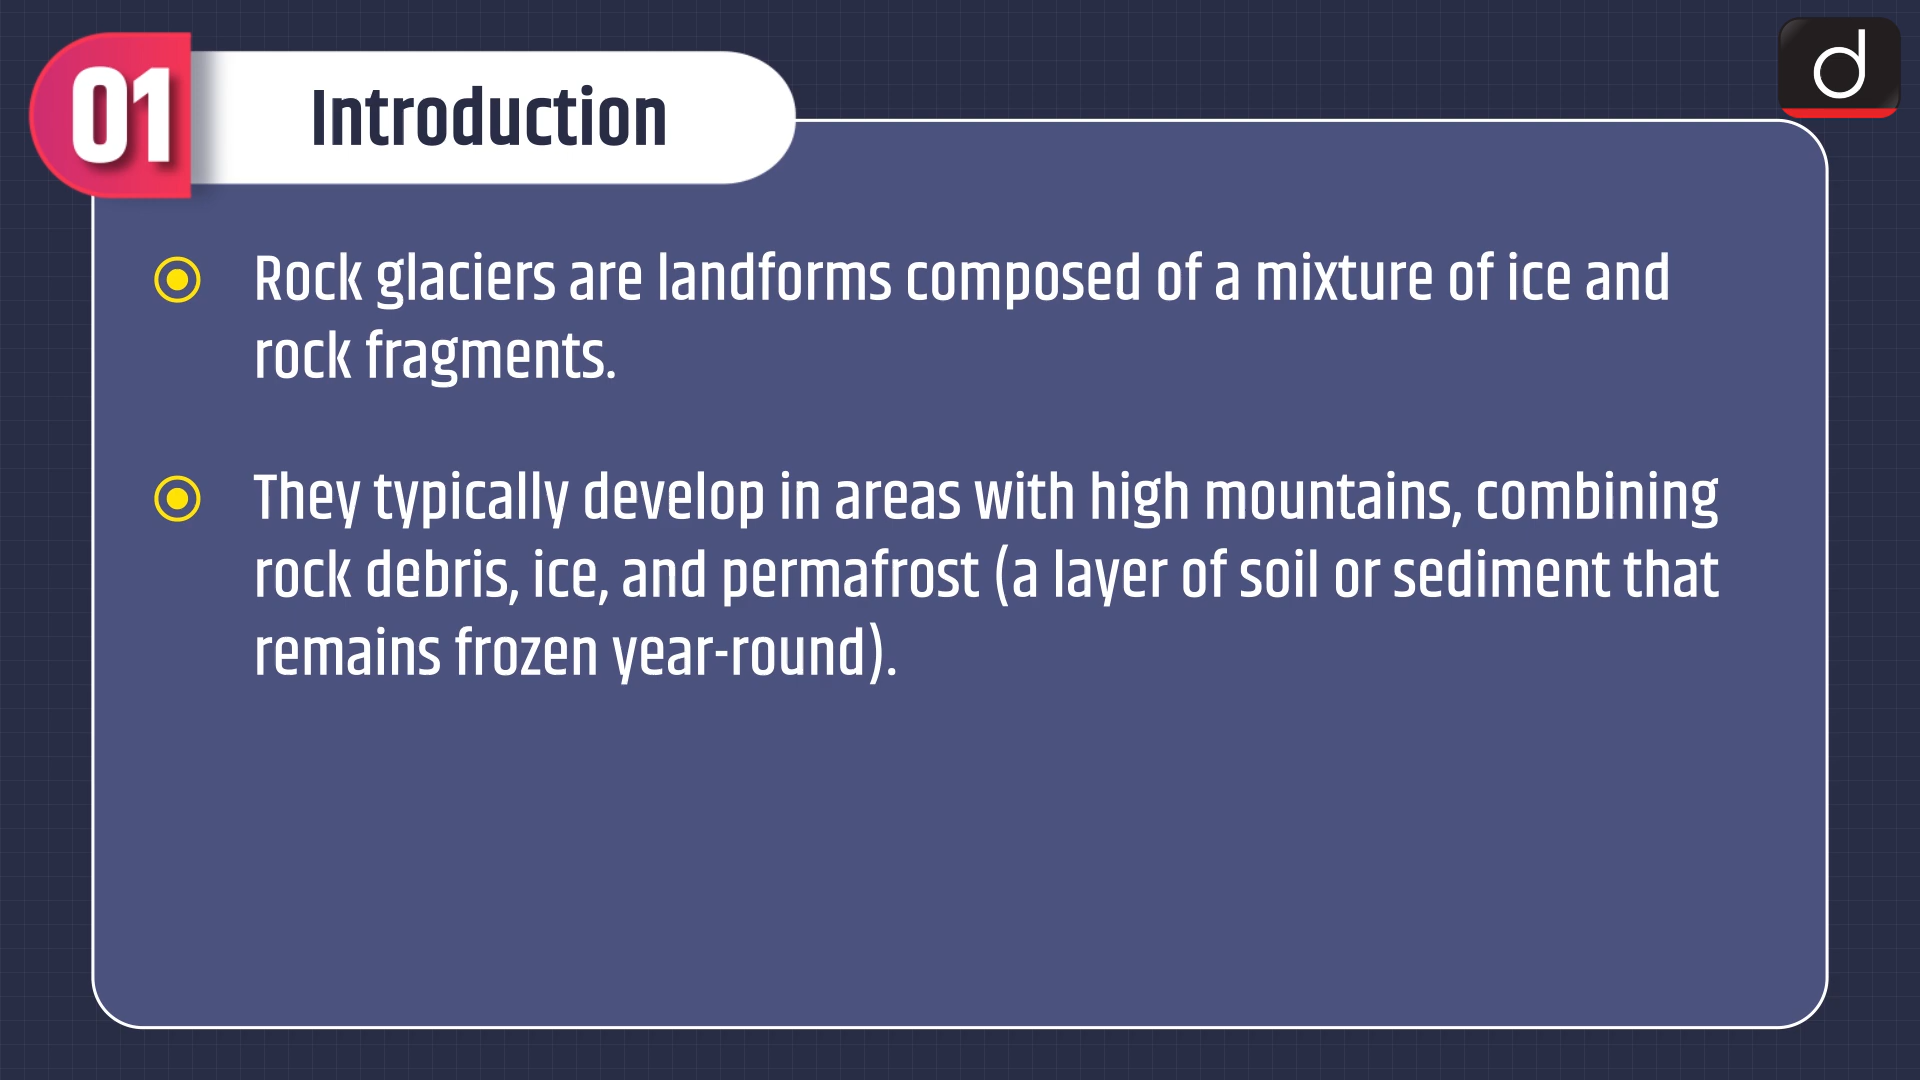 01
Introduction
d
Rock glaciers are landforms composed of a mixture of ice and
rock fragments.
They typically develop in areas with high mountains, combining
rock debris, ice, and permafrost (a layer of soil or sediment that
remains frozen year-round).